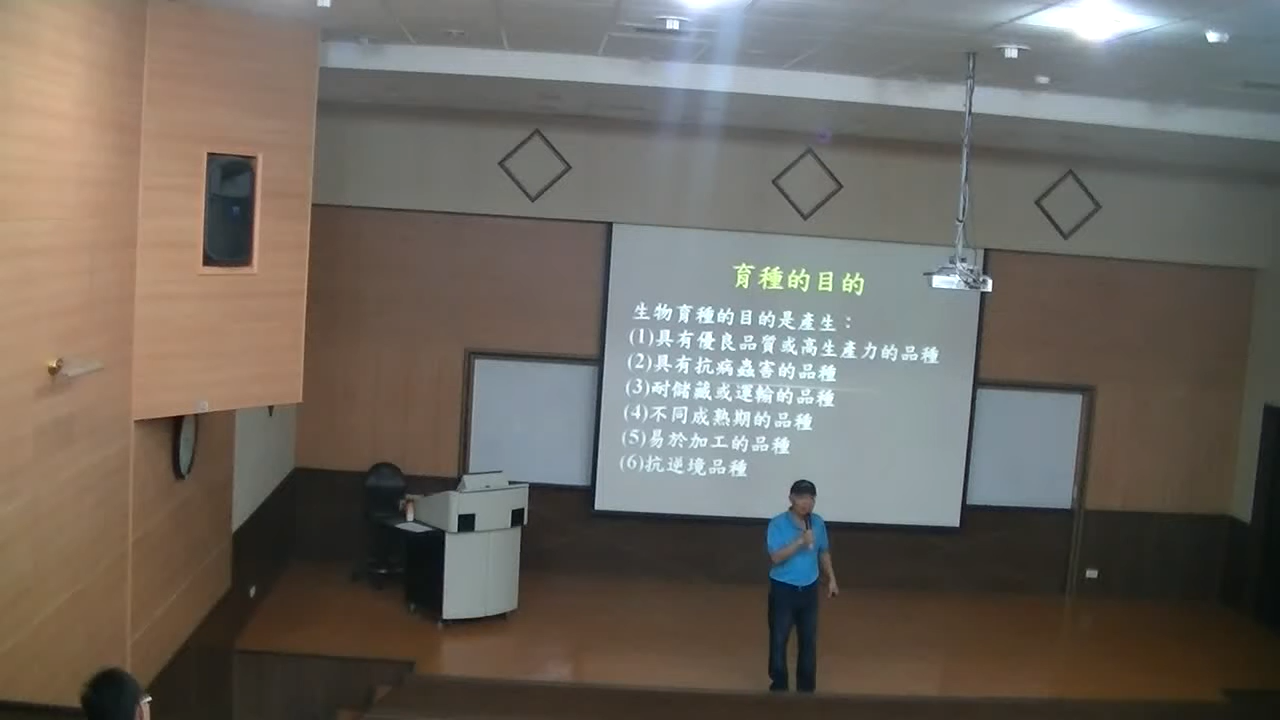 育種的目的
生物育種的目的是產生：
(1)具有優良品質或高生產力的品種
(2)具有抗病蟲害的品種
(3)耐儲藏或運輸的品種
(4)不同成熟期的品種
(5)易於加工的品種
(6)抗逆境品種